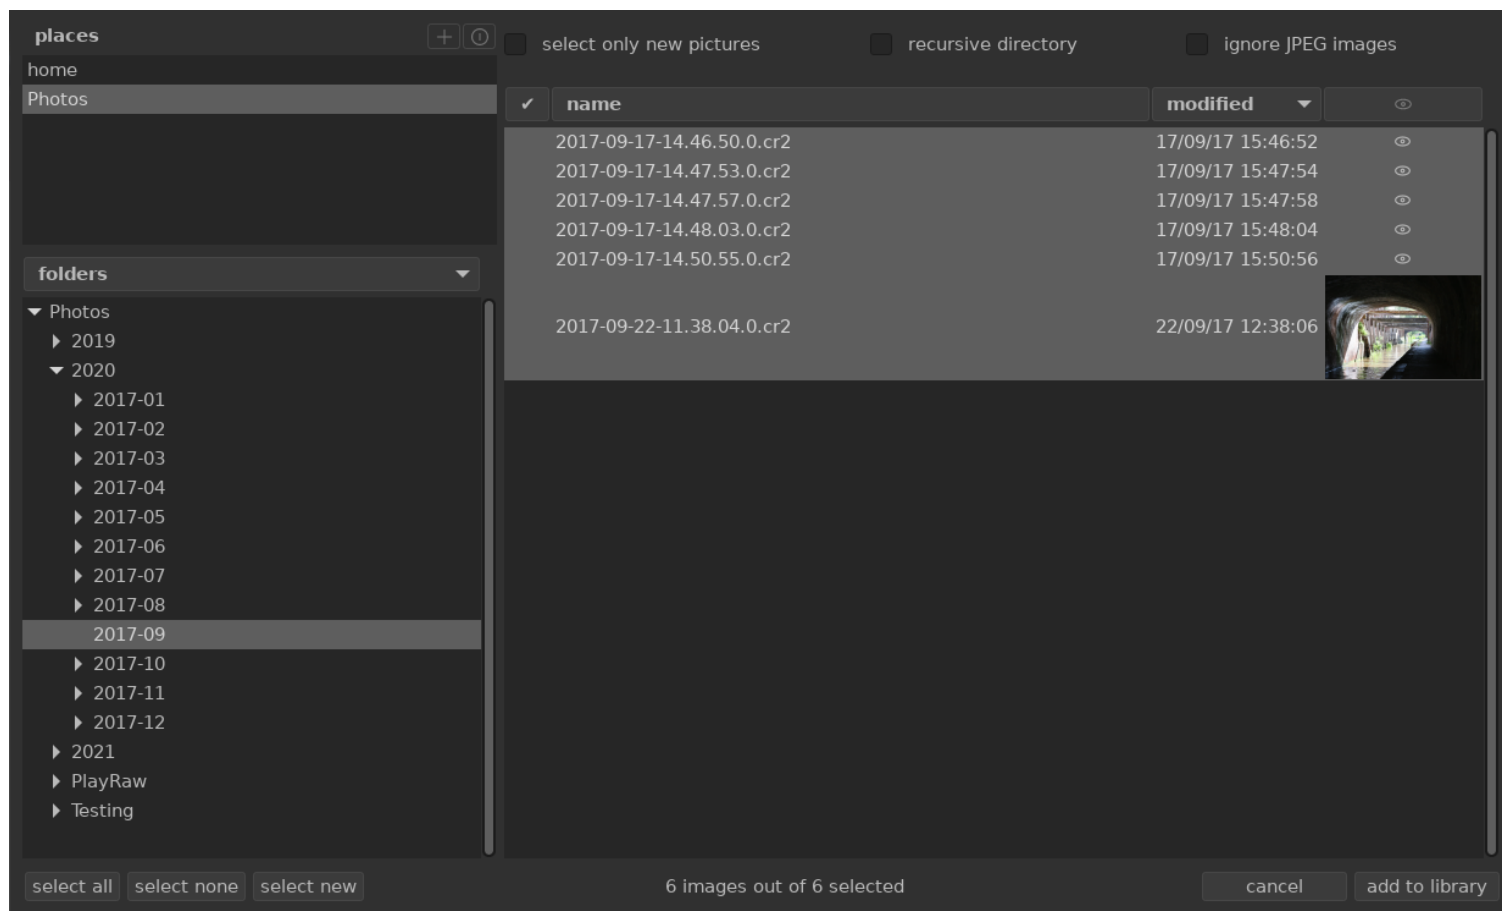 places
home
Photos
folders
Photos
2019
2020
2017-01
2017-02
2017-03
2017-04
2017-05
2017-06
2017-07
2017-08
2017-09
2017-10
2017-11
2017-12
2021
PlayRaw
Testing
select only new pictures recursive directory ignore JPEG images
✔ name modified
2017-09-17-14.46.50.0.cr2 17/09/17 15:46:52
2017-09-17-14.47.53.0.cr2 17/09/17 15:47:54
2017-09-17-14.47.57.0.cr2 17/09/17 15:47:58
2017-09-17-14.48.03.0.cr2 17/09/17 15:48:04
2017-09-17-14.50.55.0.cr2 17/09/17 15:50:56
2017-09-22-11.38.04.0.cr2 22/09/17 12:38:06
select all select none select new 6 images out of 6 selected cancel add to library